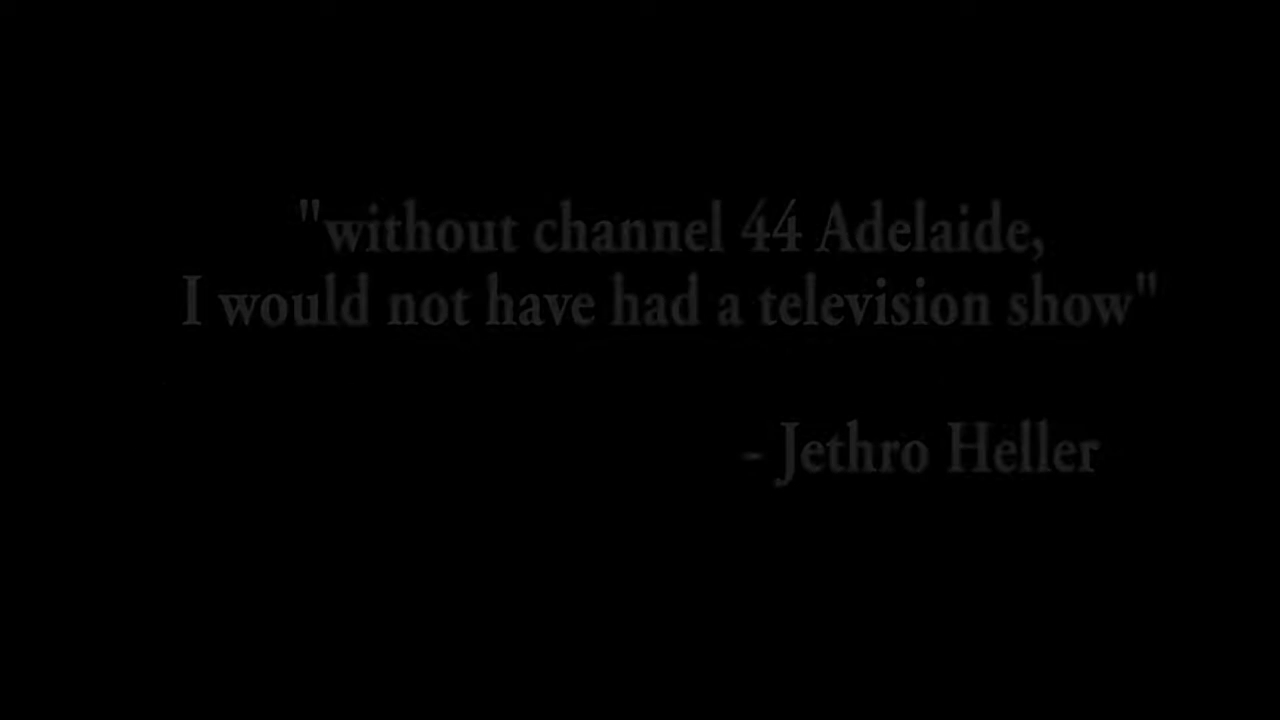 "without channel 44 Adelaide,
I would not have had a television show"
- Jethro Heller